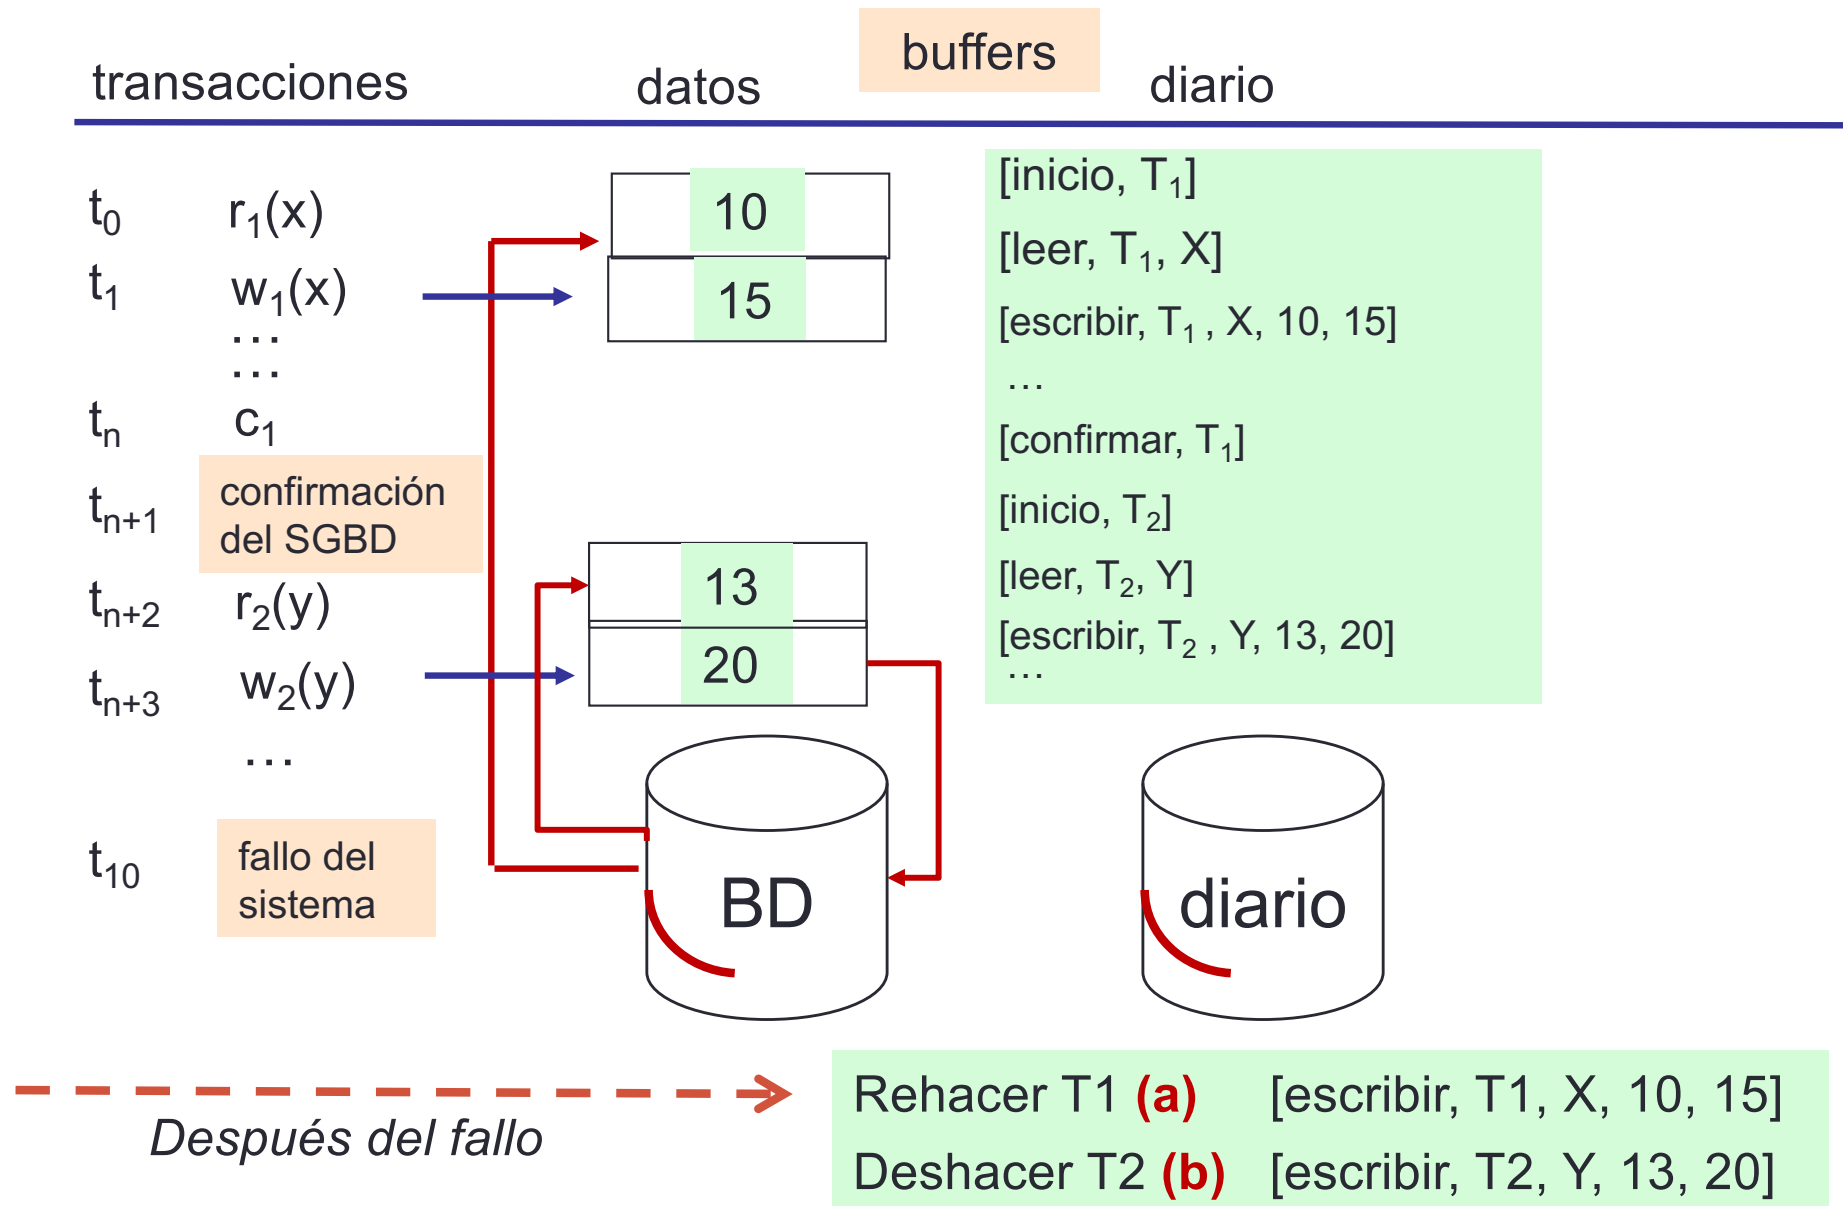 buffers
transacciones datos diario
t0 r1(x) 10 [inicio, T1]
[leer, T1, X]
t1 w1(x) 15 [escribir, T1 , X, 10, 15]
…
…
…
tn c1 [confirmar, T1]
tn+1 confirmación
del SGBD
[inicio, T2]
tn+2 r2(y) 13 [leer, T2, Y]
[escribir, T2 , Y, 13, 20]
tn+3 w2(y) 20 …
…
t10 fallo del
sistema
BD diario
Después del fallo
Rehacer T1 (a) [escribir, T1, X, 10, 15]
Deshacer T2 (b) [escribir, T2, Y, 13, 20]